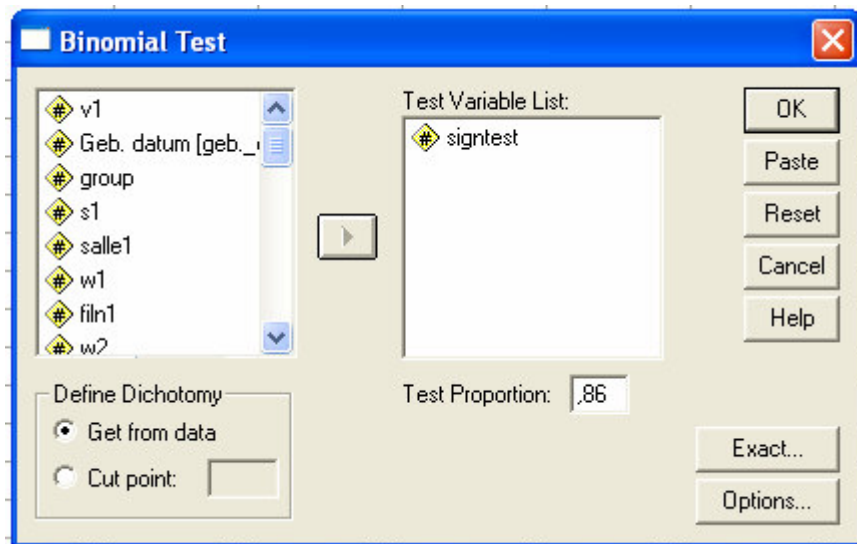 Binomial Test
v1
Geb. datum [geb._
group
s1
salle1
w1
filn1
w2
Test Variable List:
signtest
OK
Paste
Reset
Cancel
Help
Define Dichotomy
Get from data
Cut point:
Test Proportion: ,86
Exact...
Options...